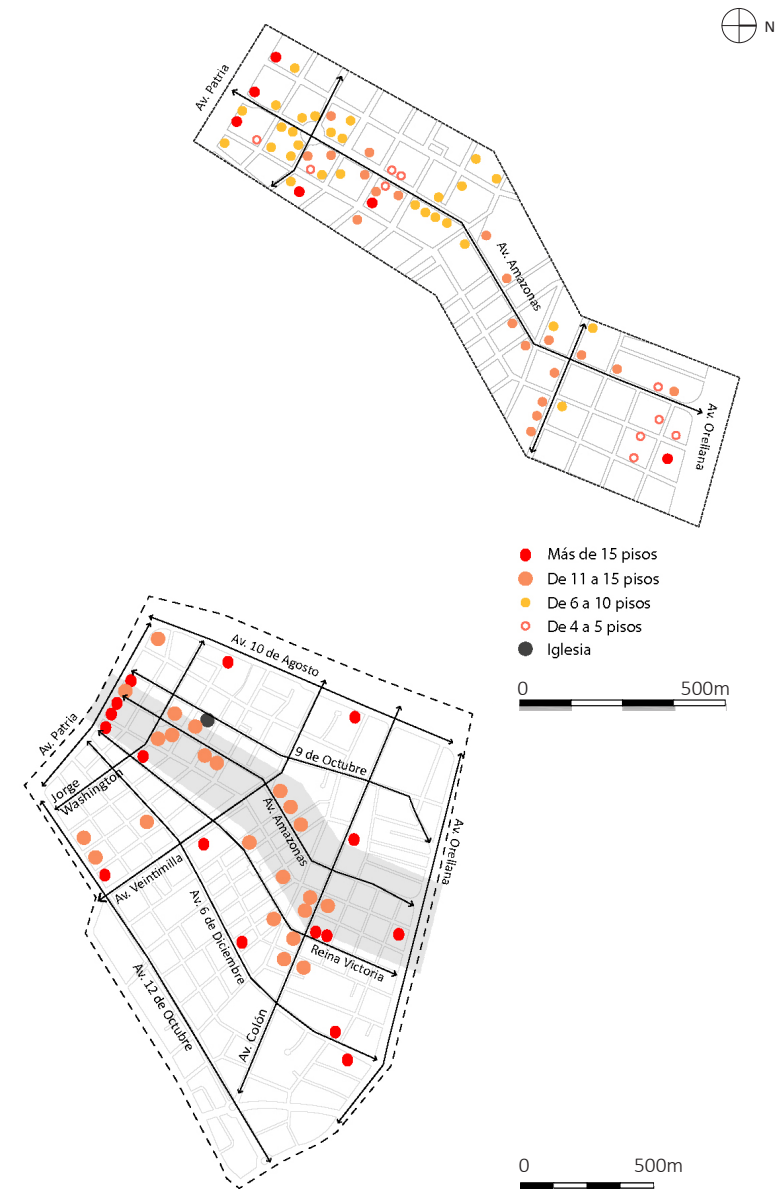 N
Av. Patria
Av. Amazonas
Av. Orellana
Más de 15 pisos
De 11 a 15 pisos
De 6 a 10 pisos
De 4 a 5 pisos
Iglesia
0 500m
Av. 10 de Agosto
Av. Patria
9 de Octubre
Jorge
Washington
Av. Amazonas
Av. Orellana
Av. Veintimilla
Av. 6 de Diciembre
Reina Victoria
Av. 12 de Octubre
Av. Colón
0 500m